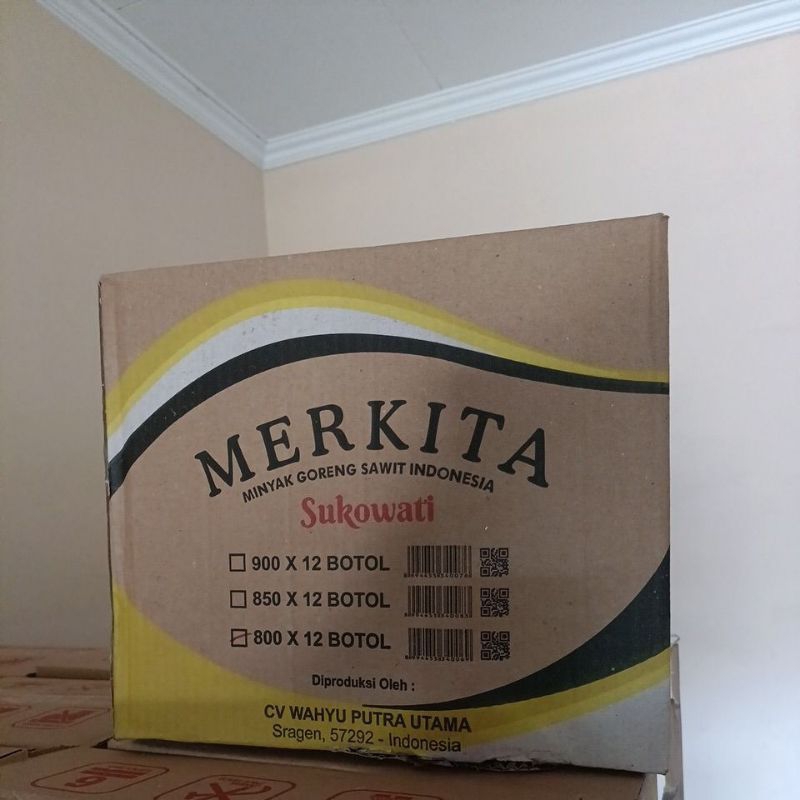 MERKITA
MINYAK GORENG SAWIT INDONESIA
Sukowati
900 X 12 BOTOL
850 X 12 BOTOL
800 X 12 BOTOL
Diproduksi Oleh :
CV WAHYU PUTRA UTAMA
Sragen, 57292 - Indonesia